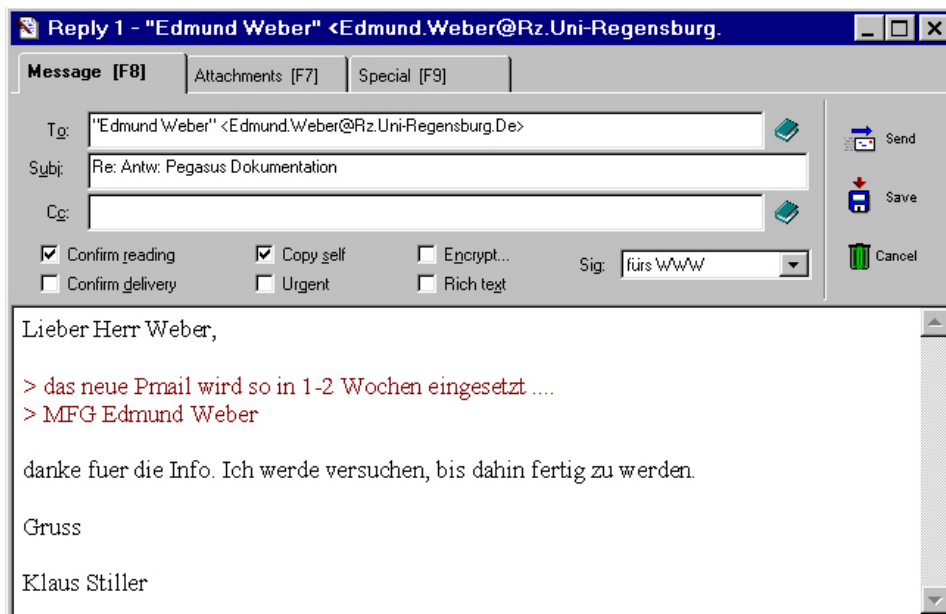 Reply 1 - "Edmund Weber" <Edmund.Weber@Rz.Uni-Regensburg.
Message [F8] Attachments [F7] Special [F9]
To: "Edmund Weber" <Edmund.Weber@Rz.Uni-Regensburg.De>
Subj: Re: Antw: Pegasus Dokumentation
Cc:
Send
Save
Cancel
Confirm reading Copy self Encrypt... Sig: fürs WWW
Confirm delivery Urgent Rich text
Lieber Herr Weber,
> das neue Pmail wird so in 1-2 Wochen eingesetzt ....
> MFG Edmund Weber
danke fuer die Info. Ich werde versuchen, bis dahin fertig zu werden.
Gruss
Klaus Stiller